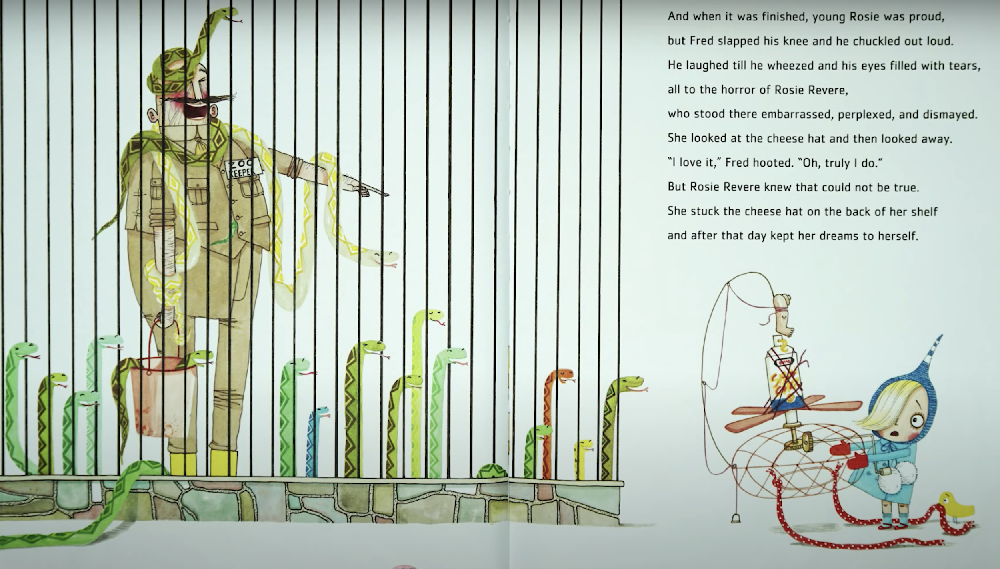 ZOO
KEEPER
And when it was finished, young Rosie was proud,
but Fred slapped his knee and he chuckled out loud.
He laughed till he wheezed and his eyes filled with tears,
all to the horror of Rosie Revere,
who stood there embarrassed, perplexed, and dismayed.
She looked at the cheese hat and then looked away.
“I love it,” Fred hooted. “Oh, truly I do.”
But Rosie Revere knew that could not be true.
She stuck the cheese hat on the back of her shelf
and after that day kept her dreams to herself.